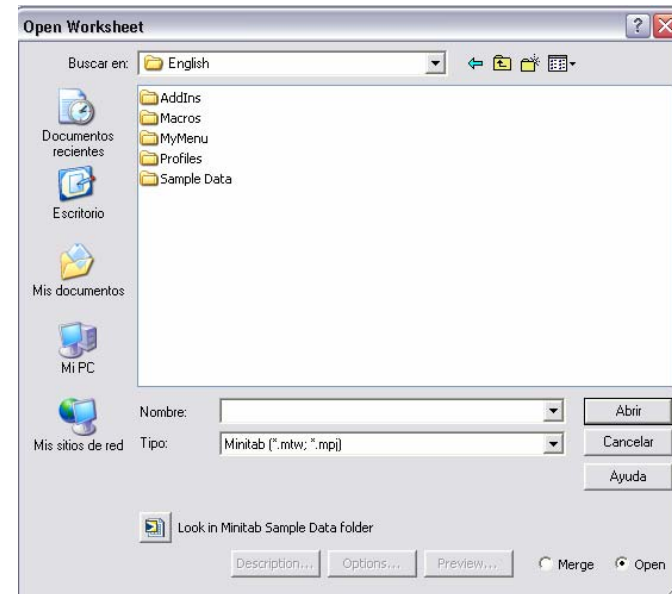 Open Worksheet
Buscar en: English
AddIns
Macros
MyMenu
Profiles
Sample Data
Documentos
recientes
Escritorio
Mis documentos
Mi PC
Mis sitios de red
Nombre:
Abrir
Tipo: Minitab (*.mtw; *.mpj)
Cancelar
Ayuda
Look in Minitab Sample Data folder
Description... Options... Preview... Merge Open